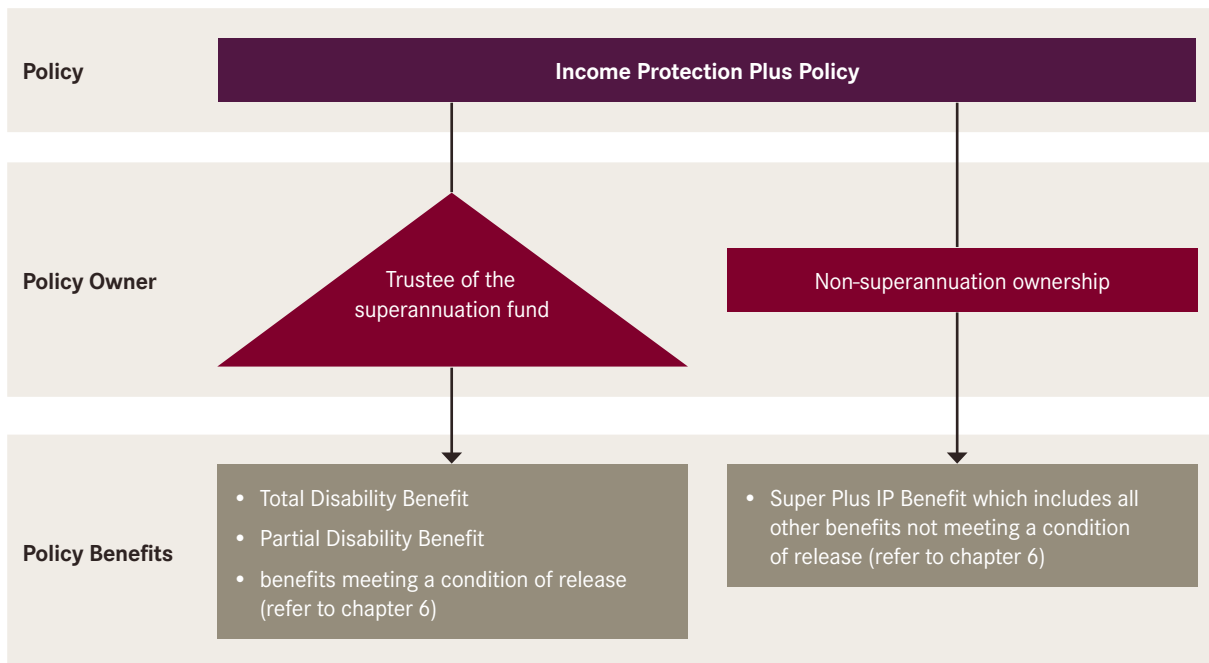 Policy
Income Protection Plus Policy
Policy Owner
Trustee of the
superannuation fund
Non-superannuation ownership
Policy Benefits
• Total Disability Benefit
• Partial Disability Benefit
• benefits meeting a condition of release
(refer to chapter 6)
• Super Plus IP Benefit which includes all
other benefits not meeting a condition
of release (refer to chapter 6)